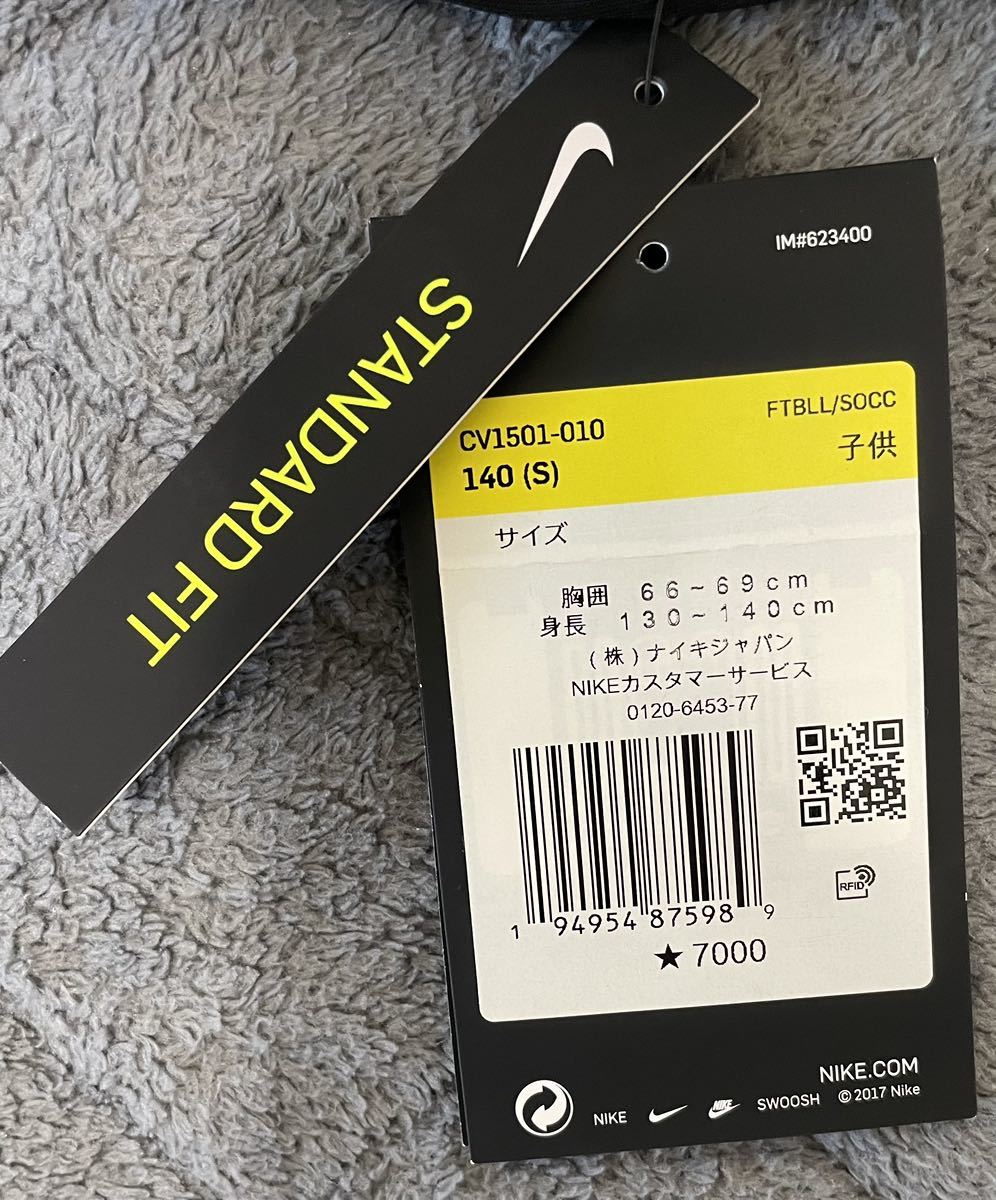 STANDARD FIT
IM#623400
FTBLL/SOCC
CV1501-010
子供
140 (S)
サイズ
胸囲 66~69cm
身長 130~140cm
(株)ナイキジャパン
NIKEカスタマーサービス
0120-6453-77
RFID
1 94954 87598 9
★7000
NIKE.COM
NIKE NIKE SWOOSH ©2017 Nike